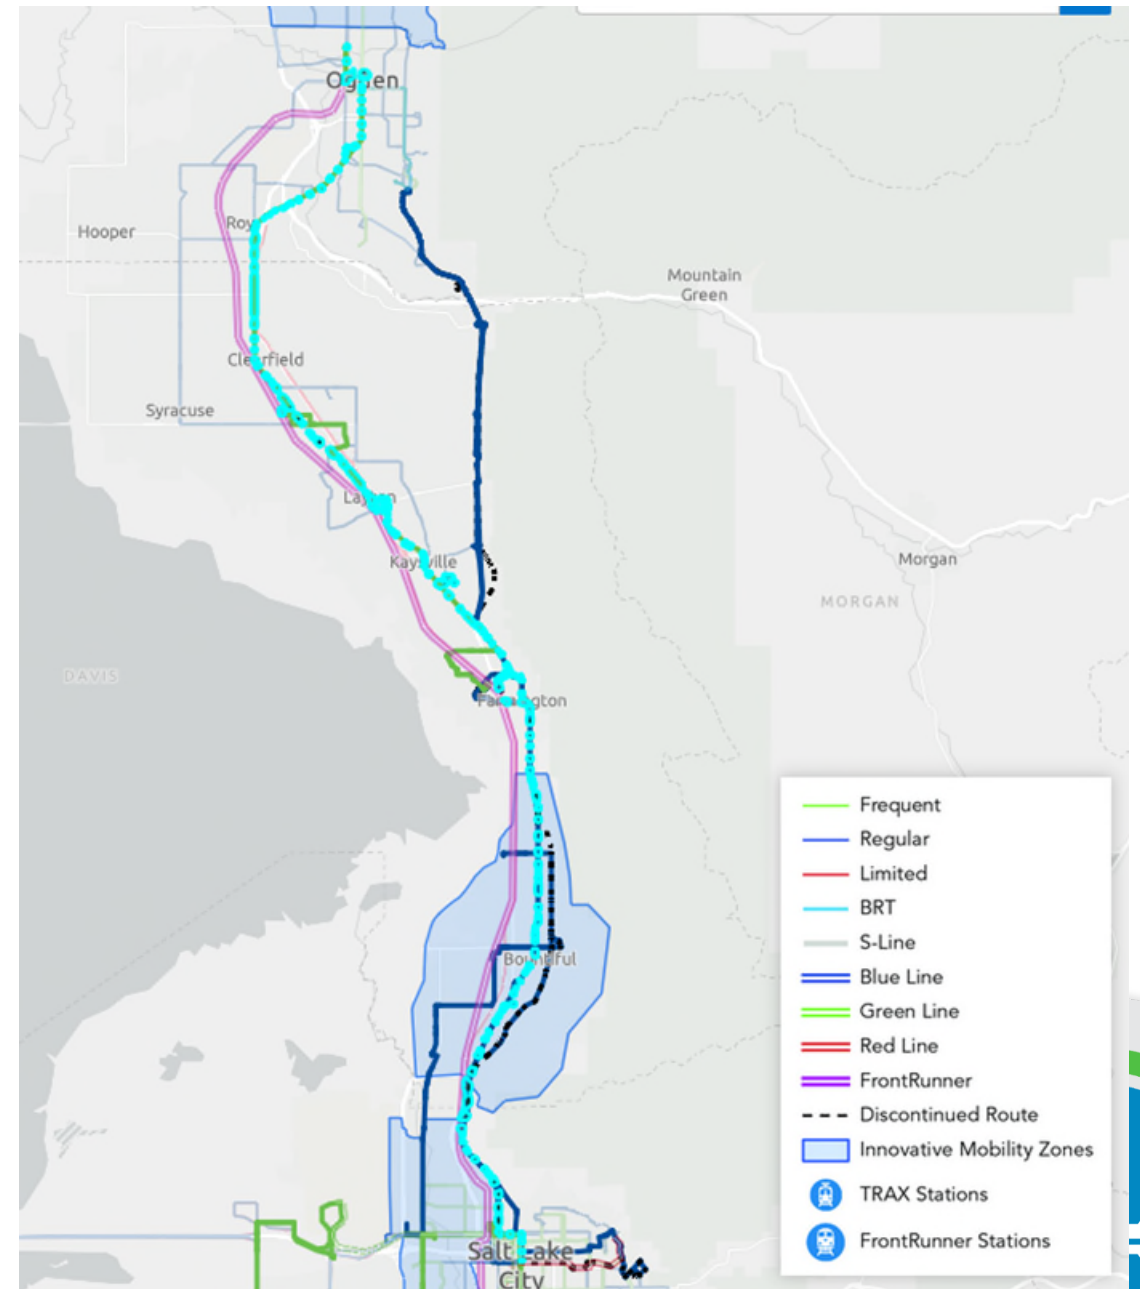 Ogden
Roy
Hooper
Mountain
Green
Clearfield
Syracuse
Layton
Kaysville
Morgan
MORGAN
DAVIS
Farmington
Bountiful
Salt Lake
City
Frequent
Regular
Limited
BRT
S-Line
Blue Line
Green Line
Red Line
FrontRunner
Discontinued Route
Innovative Mobility Zones
TRAX Stations
FrontRunner Stations